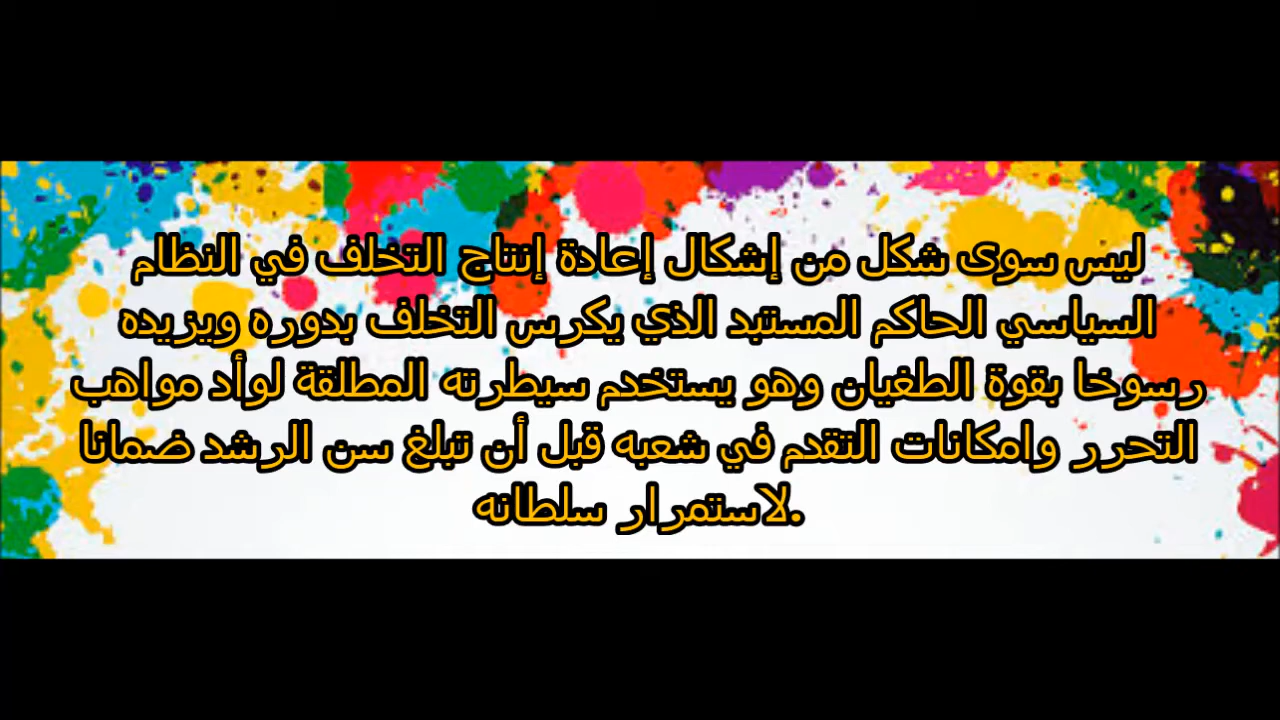 ليس سوى شكل من إشكال إعادة إنتاج التخلف في النظام
السياسي الحاكم المستبد الذي يكرس التخلف بدوره ويزيده
رسوخا بقوة الطغيان وهو يستخدم سيطرته المطلقة لوأد مواهب
التحرر وامكانات التقدم في شعبه قبل أن تبلغ سن الرشد ضمانا
لاستمرار سلطانه.